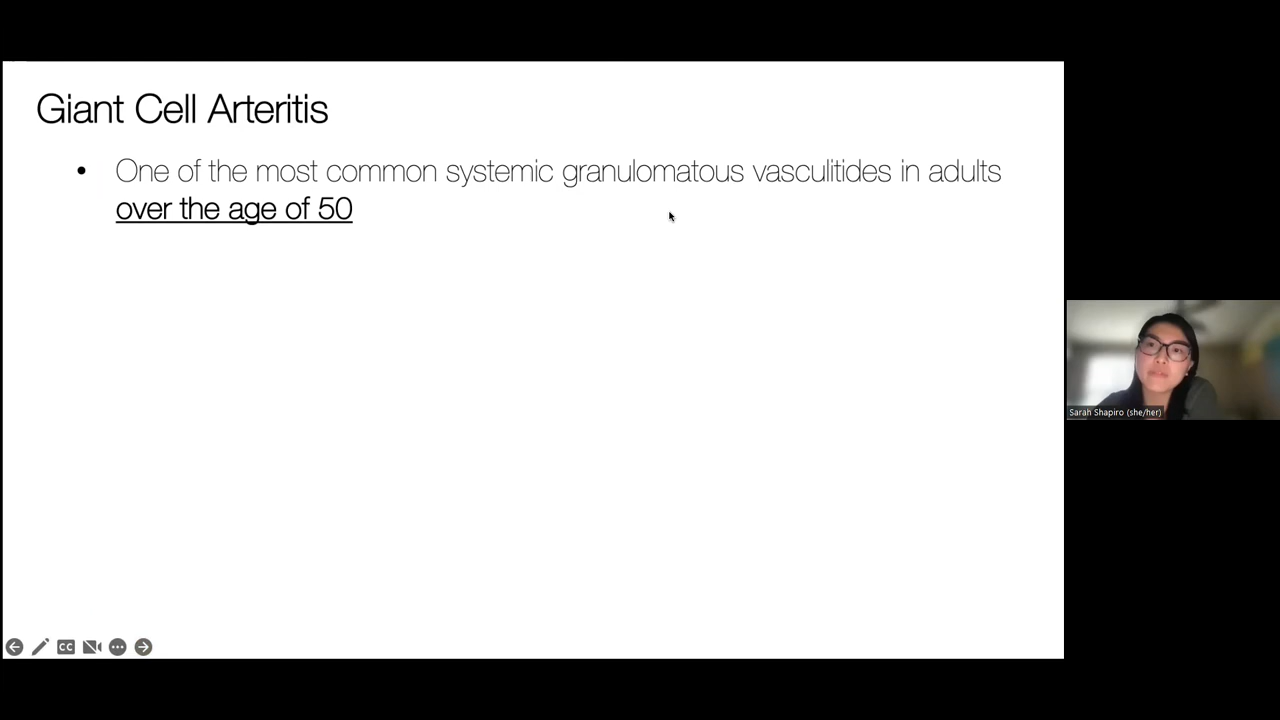 Giant Cell Arteritis
• One of the most common systemic granulomatous vasculitides in adults
over the age of 50
Sarah Shapiro (she/her)
CC